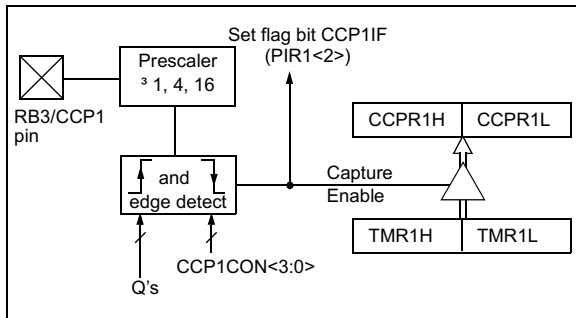 Set flag bit CCP1IF
(PIR1<2>)
Prescaler
³ 1, 4, 16
RB3/CCP1
pin
CCPR1H
CCPR1L
and
edge detect
Capture
Enable
TMR1H
TMR1L
CCP1CON<3:0>
Q's